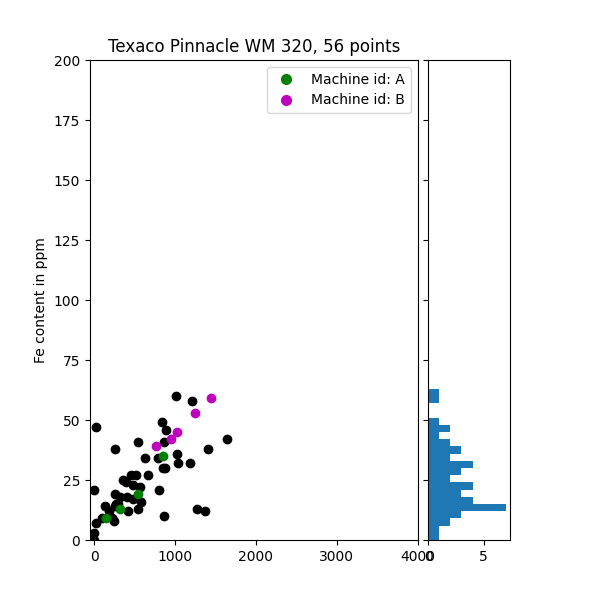 Texaco Pinnacle WM 320, 56 points
Machine id: A
Machine id: B
Fe content in ppm
200
175
150
125
100
75
50
25
0
0 1000 2000 3000 4000
0 5